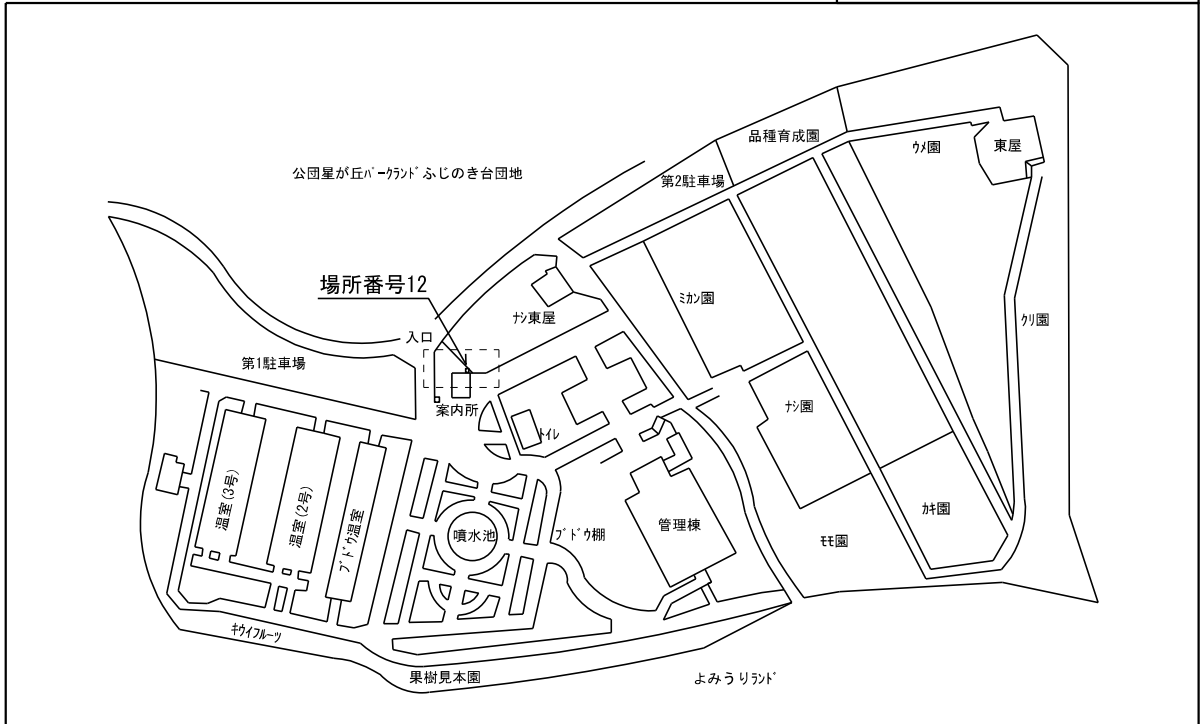 品種育成園
ウメ園
東屋
公団星が丘パークランドふじのき台団地
第2駐車場
場所番号12
ミカン園
ナシ東屋
クリ園
入口
第1駐車場
案内所
ナシ園
トイレ
温室(3号)
温室(2号)
ブドウ温室
噴水池
ブドウ棚
管理棟
カキ園
モモ園
キウイフルーツ
果樹見本園
よみうりランド